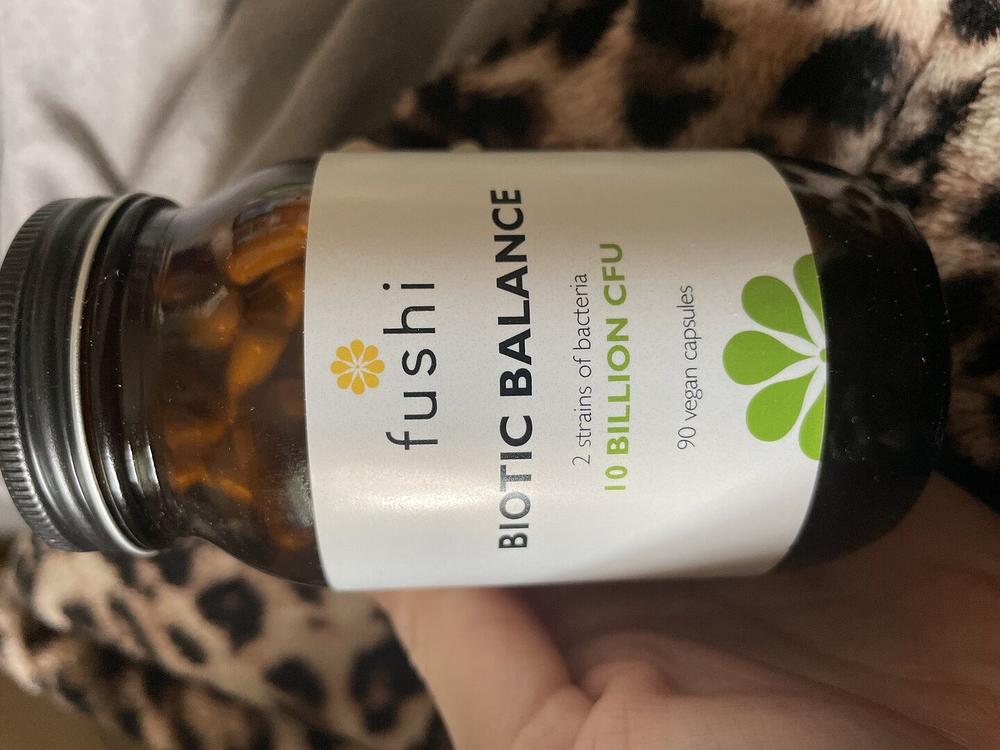 fushi
BIOTIC BALANCE
2 strains of bacteria
10 BILLION CFU
90 vegan capsules